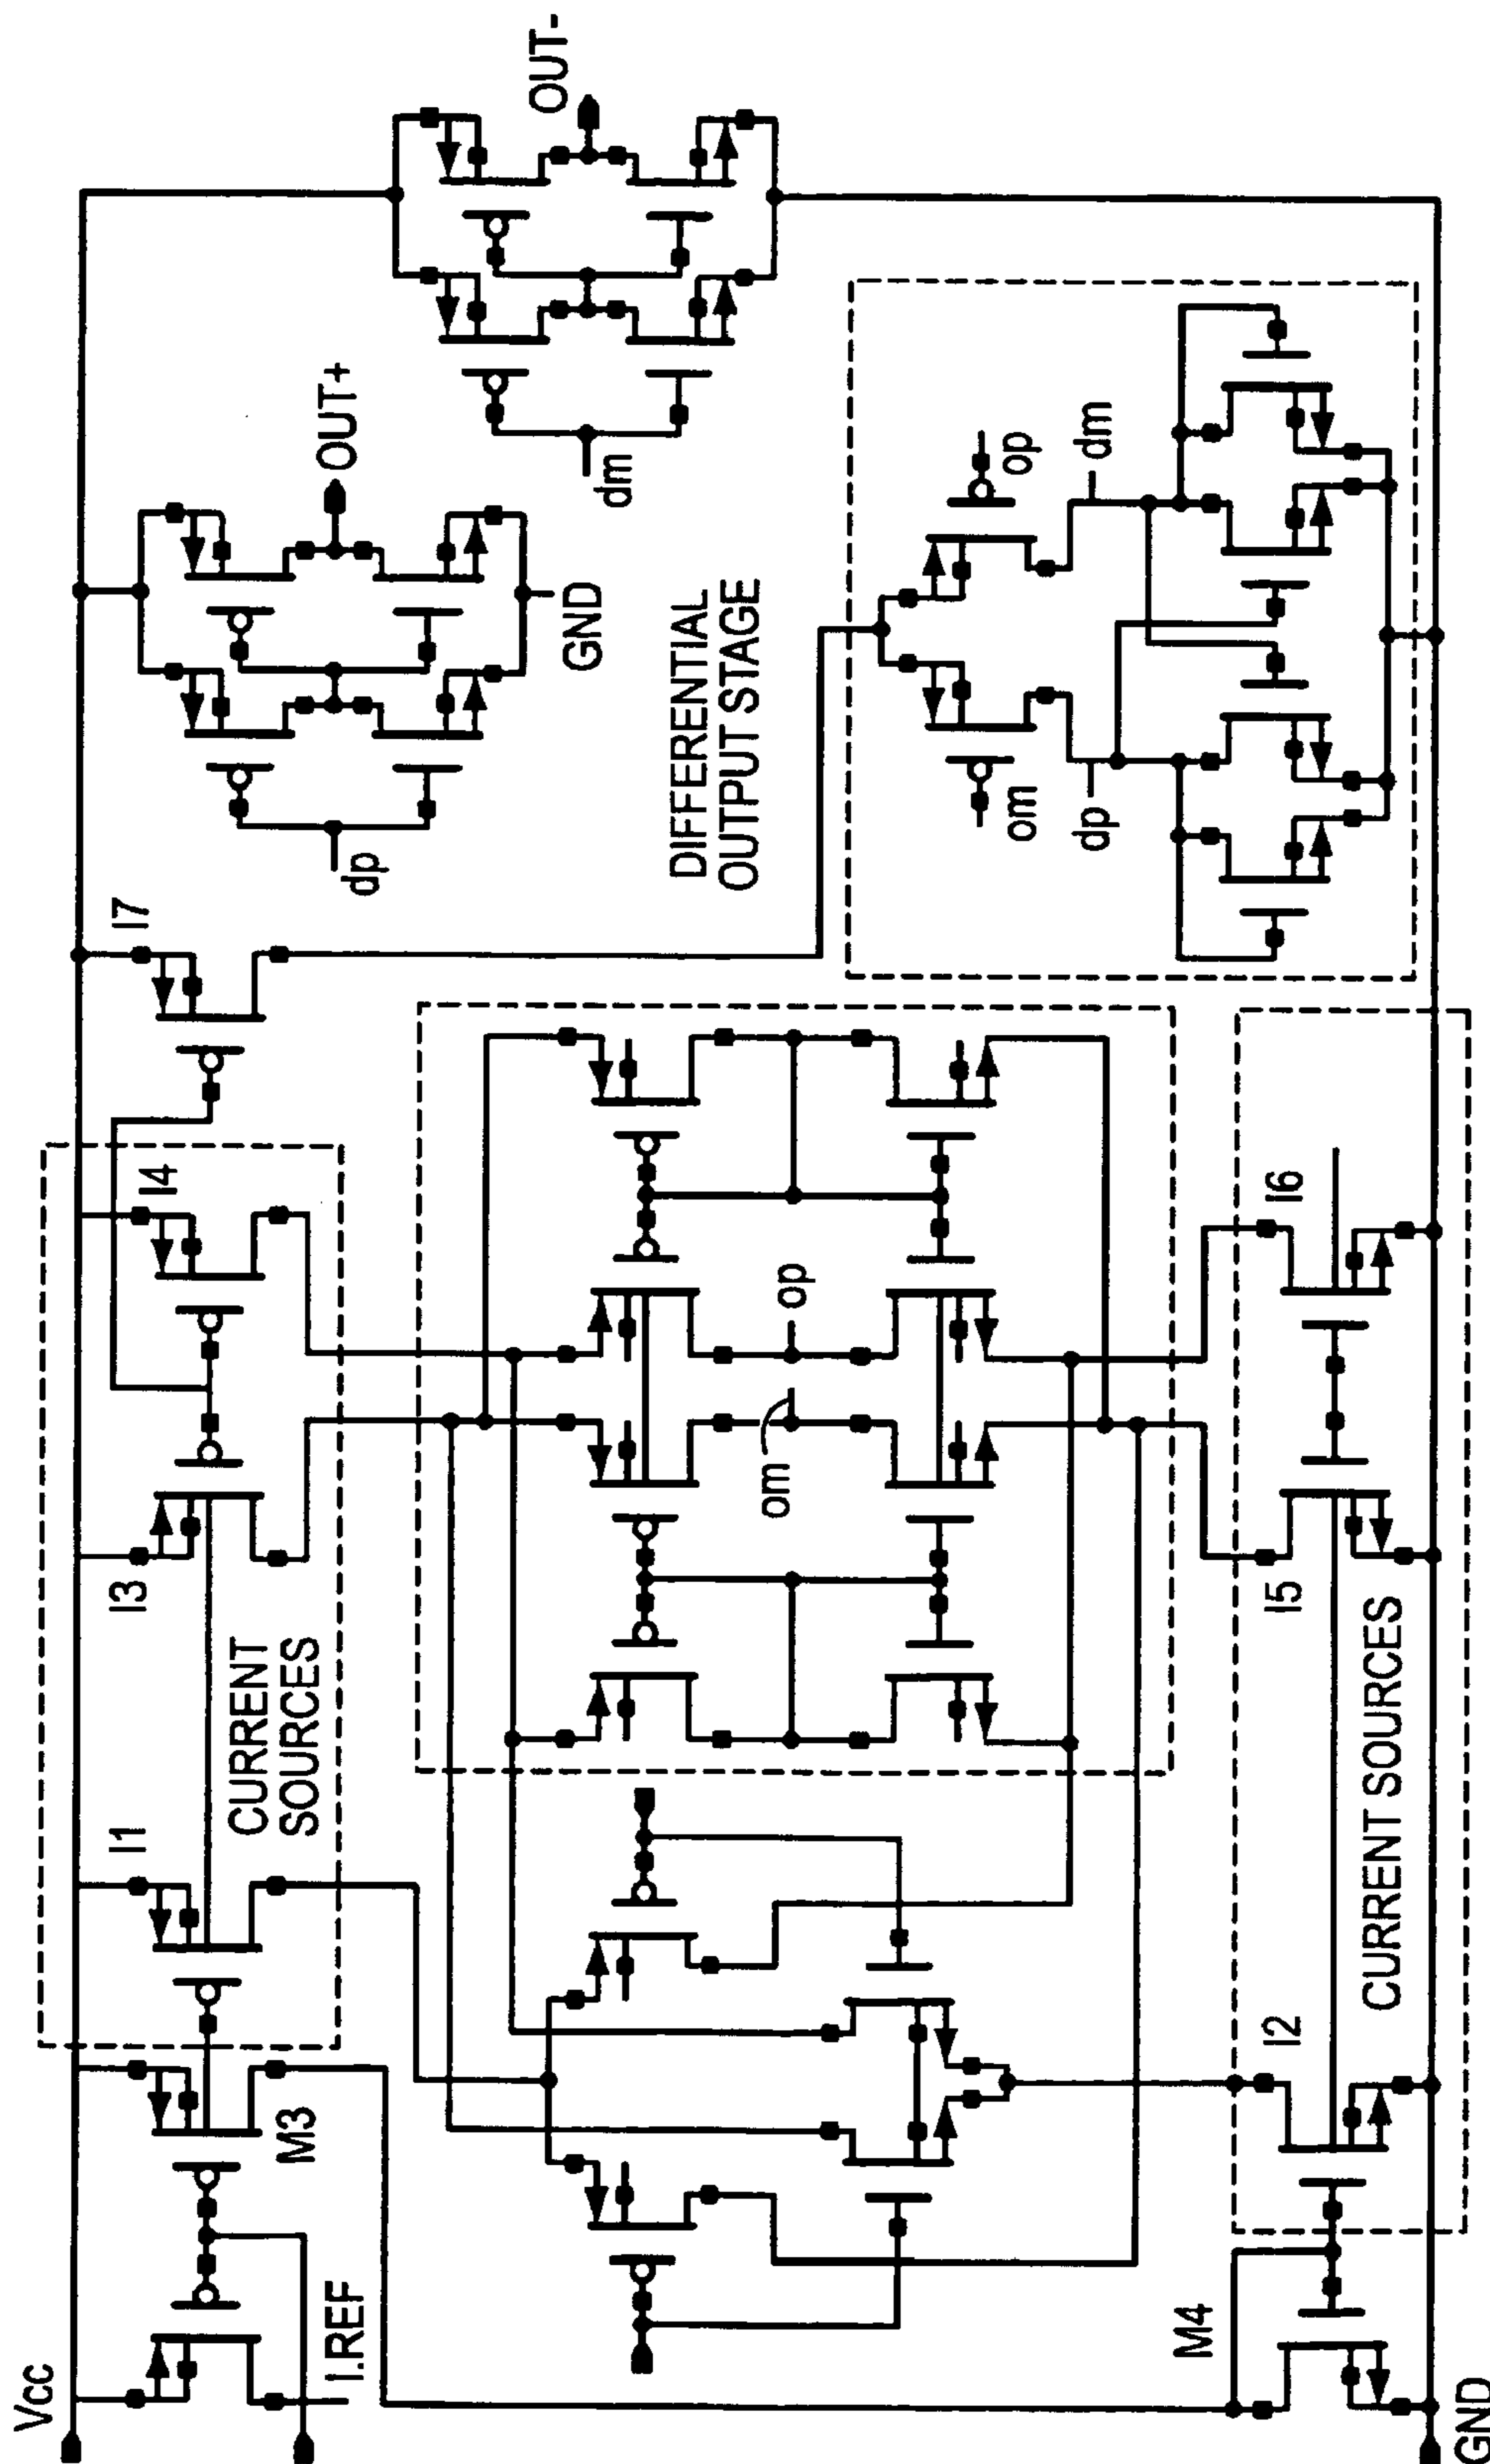 Vcc
I.REF
M3
I1
CURRENT
SOURCES
I3
I4
I7
dp
OUT+
GND
DIFFERENTIAL
OUTPUT STAGE
dm
OUT-
om
op
om
op
dp
dm
M4
I2
CURRENT SOURCES
I5
I6
GND